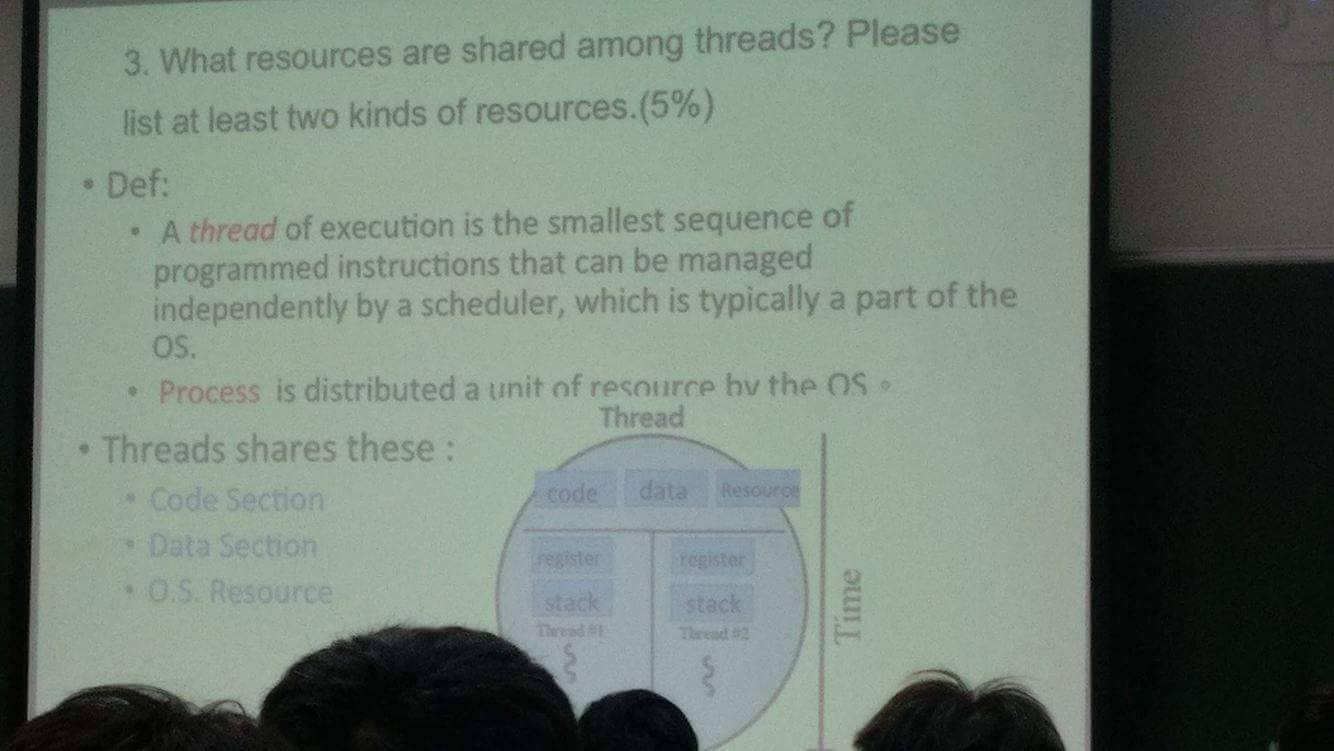 3. What resources are shared among threads? Please
list at least two kinds of resources.(5%)
• Def:
• A thread of execution is the smallest sequence of
programmed instructions that can be managed
independently by a scheduler, which is typically a part of the
OS.
• Process is distributed a unit of resource by the OS。
• Threads shares these :
• Code Section
• Data Section
• O.S. Resource
Thread
code data Resource
register register
stack stack
Thread #1 Thread #2
Time